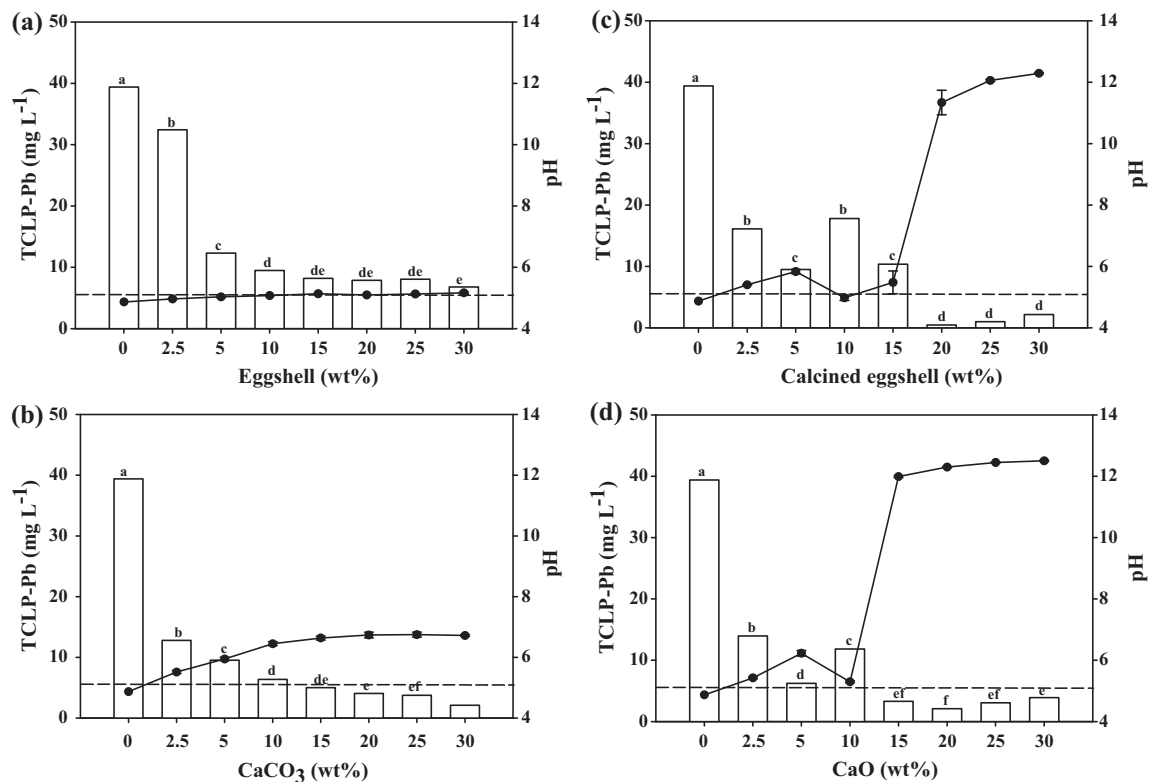 (a)
TCLP-Pb (mg L⁻¹)
50
40
30
20
10
0
a
b
c
d
de
de
de
e
14
12
10
8
6
4
pH
0 2.5 5 10 15 20 25 30
Eggshell (wt%)
(c)
TCLP-Pb (mg L⁻¹)
50
40
30
20
10
0
a
b
c
b
c
d
d
d
14
12
10
8
6
4
pH
0 2.5 5 10 15 20 25 30
Calcined eggshell (wt%)
(b)
TCLP-Pb (mg L⁻¹)
50
40
30
20
10
0
a
b
c
d
de
e
ef
14
12
10
8
6
4
pH
0 2.5 5 10 15 20 25 30
CaCO₃ (wt%)
(d)
TCLP-Pb (mg L⁻¹)
50
40
30
20
10
0
a
b
d
c
ef
f
ef
e
14
12
10
8
6
4
pH
0 2.5 5 10 15 20 25 30
CaO (wt%)